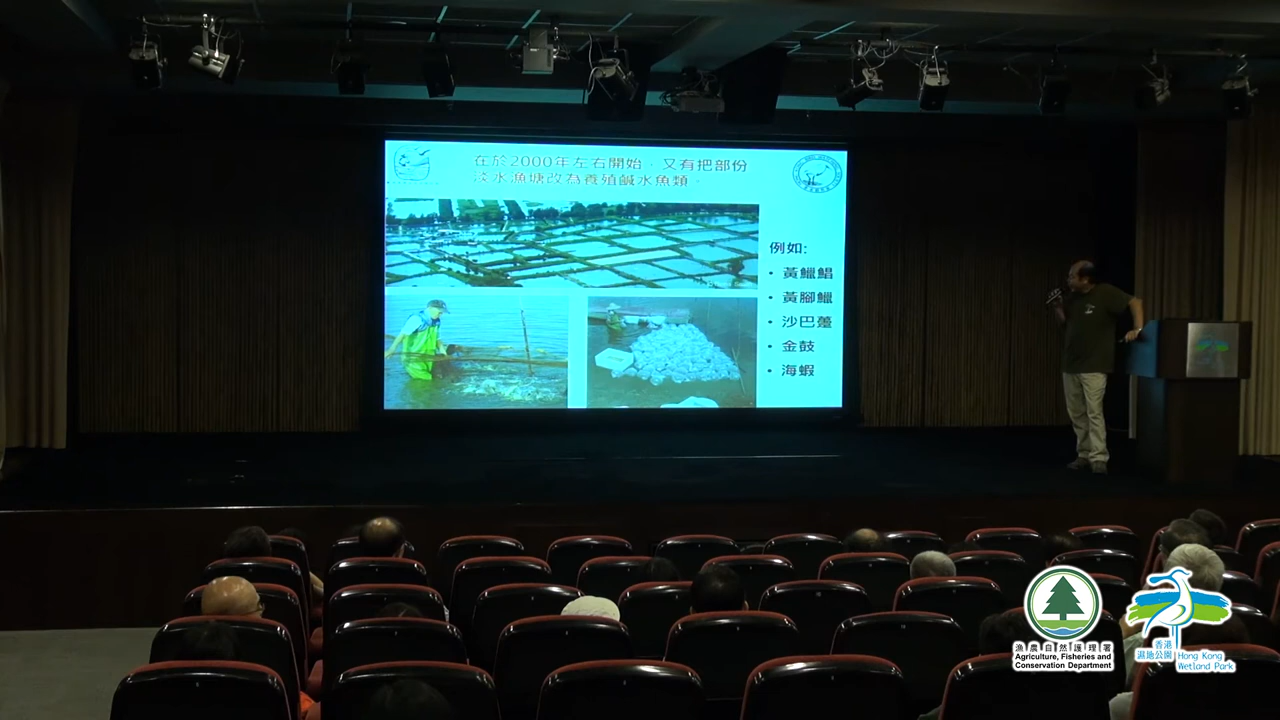 在於2000年左右開始，又有把部份
淡水漁塘改為養殖鹹水魚類。
例如:
• 黃鱲鯧
• 黃腳鱲
• 沙巴躉
• 金鼓
• 海蝦
漁農自然護理署
Agriculture, Fisheries and
Conservation Department
香港
濕地公園
Hong Kong
Wetland Park